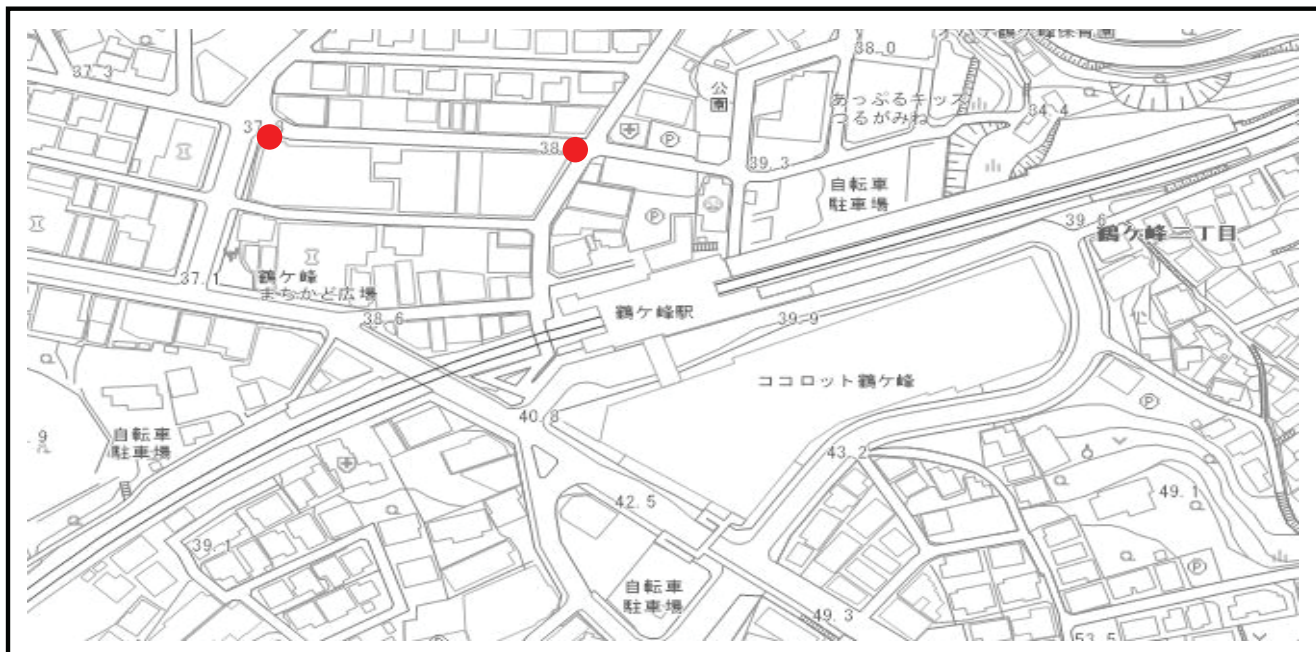 38.0
37.3
公
園
あっぷるキッズ
つるがみね
34.4
P
39.3
自転車
駐車場
P
39.6
鶴ケ峰二丁目
37.1
鶴ケ峰
まちかど広場
38.6
鶴ケ峰駅
39.9
ココロット鶴ケ峰
P
40.8
自転車
駐車場
43.2
42.5
49.1
39.1
P
自転車
駐車場
49.3
53.5